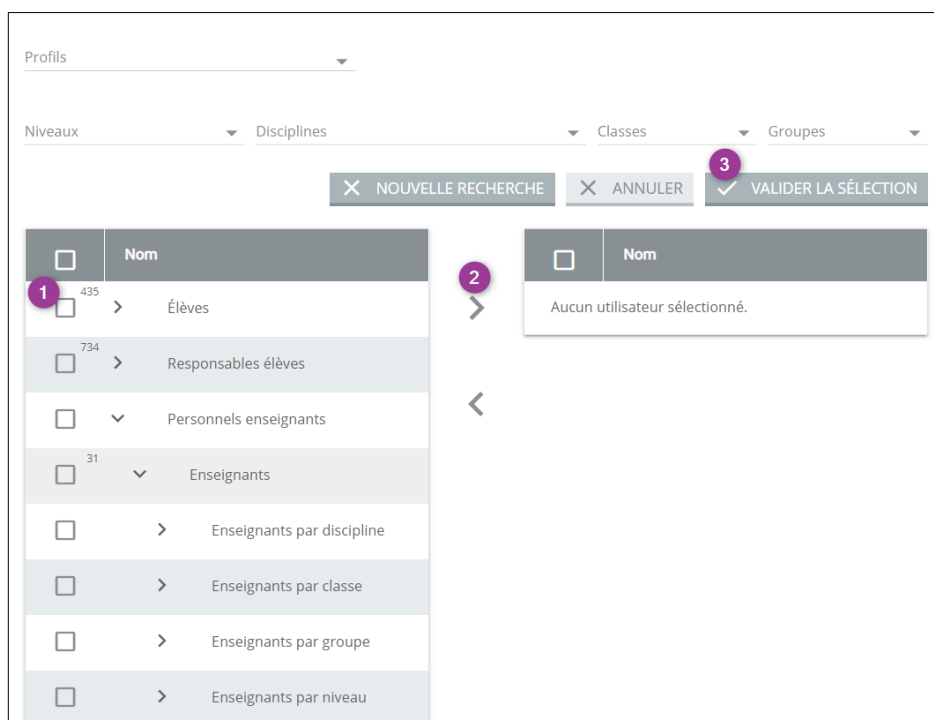 Profils
Niveaux Disciplines Classes Groupes
3
NOUVELLE RECHERCHE ANNULER VALIDER LA SÉLECTION
Nom
1 435 Élèves
734 Responsables élèves
Personnels enseignants
31 Enseignants
Enseignants par discipline
Enseignants par classe
Enseignants par groupe
Enseignants par niveau
2
Nom
Aucun utilisateur sélectionné.